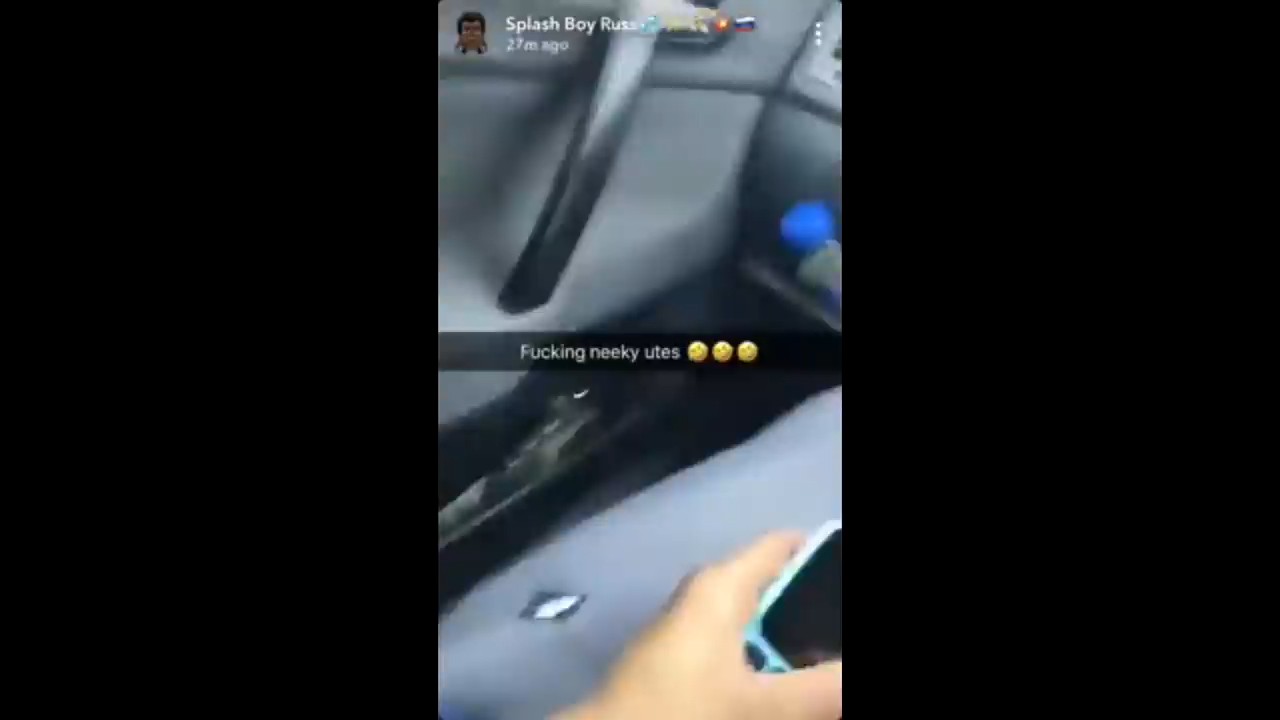 Splash Boy Russ💦
27m ago
Fucking neeky utes 🤣🤣🤣